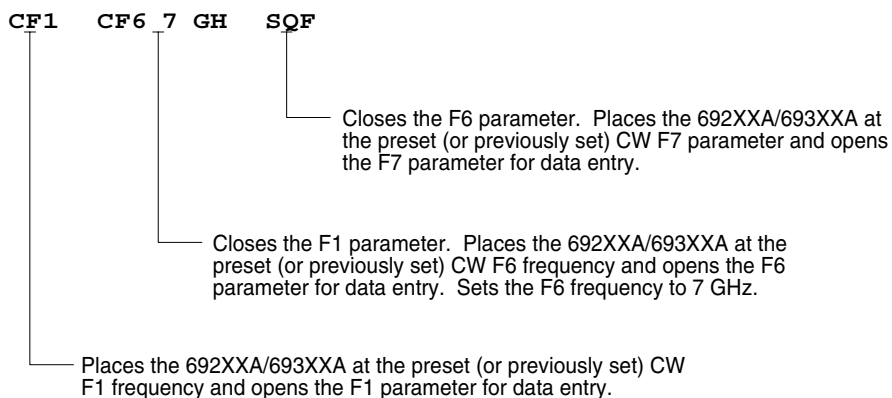 CF1 CF6 7 GH SQF
Closes the F6 parameter. Places the 692XXA/693XXA at
the preset (or previously set) CW F7 parameter and opens
the F7 parameter for data entry.
Closes the F1 parameter. Places the 692XXA/693XXA at the
preset (or previously set) CW F6 frequency and opens the F6
parameter for data entry. Sets the F6 frequency to 7 GHz.
Places the 692XXA/693XXA at the preset (or previously set) CW
F1 frequency and opens the F1 parameter for data entry.